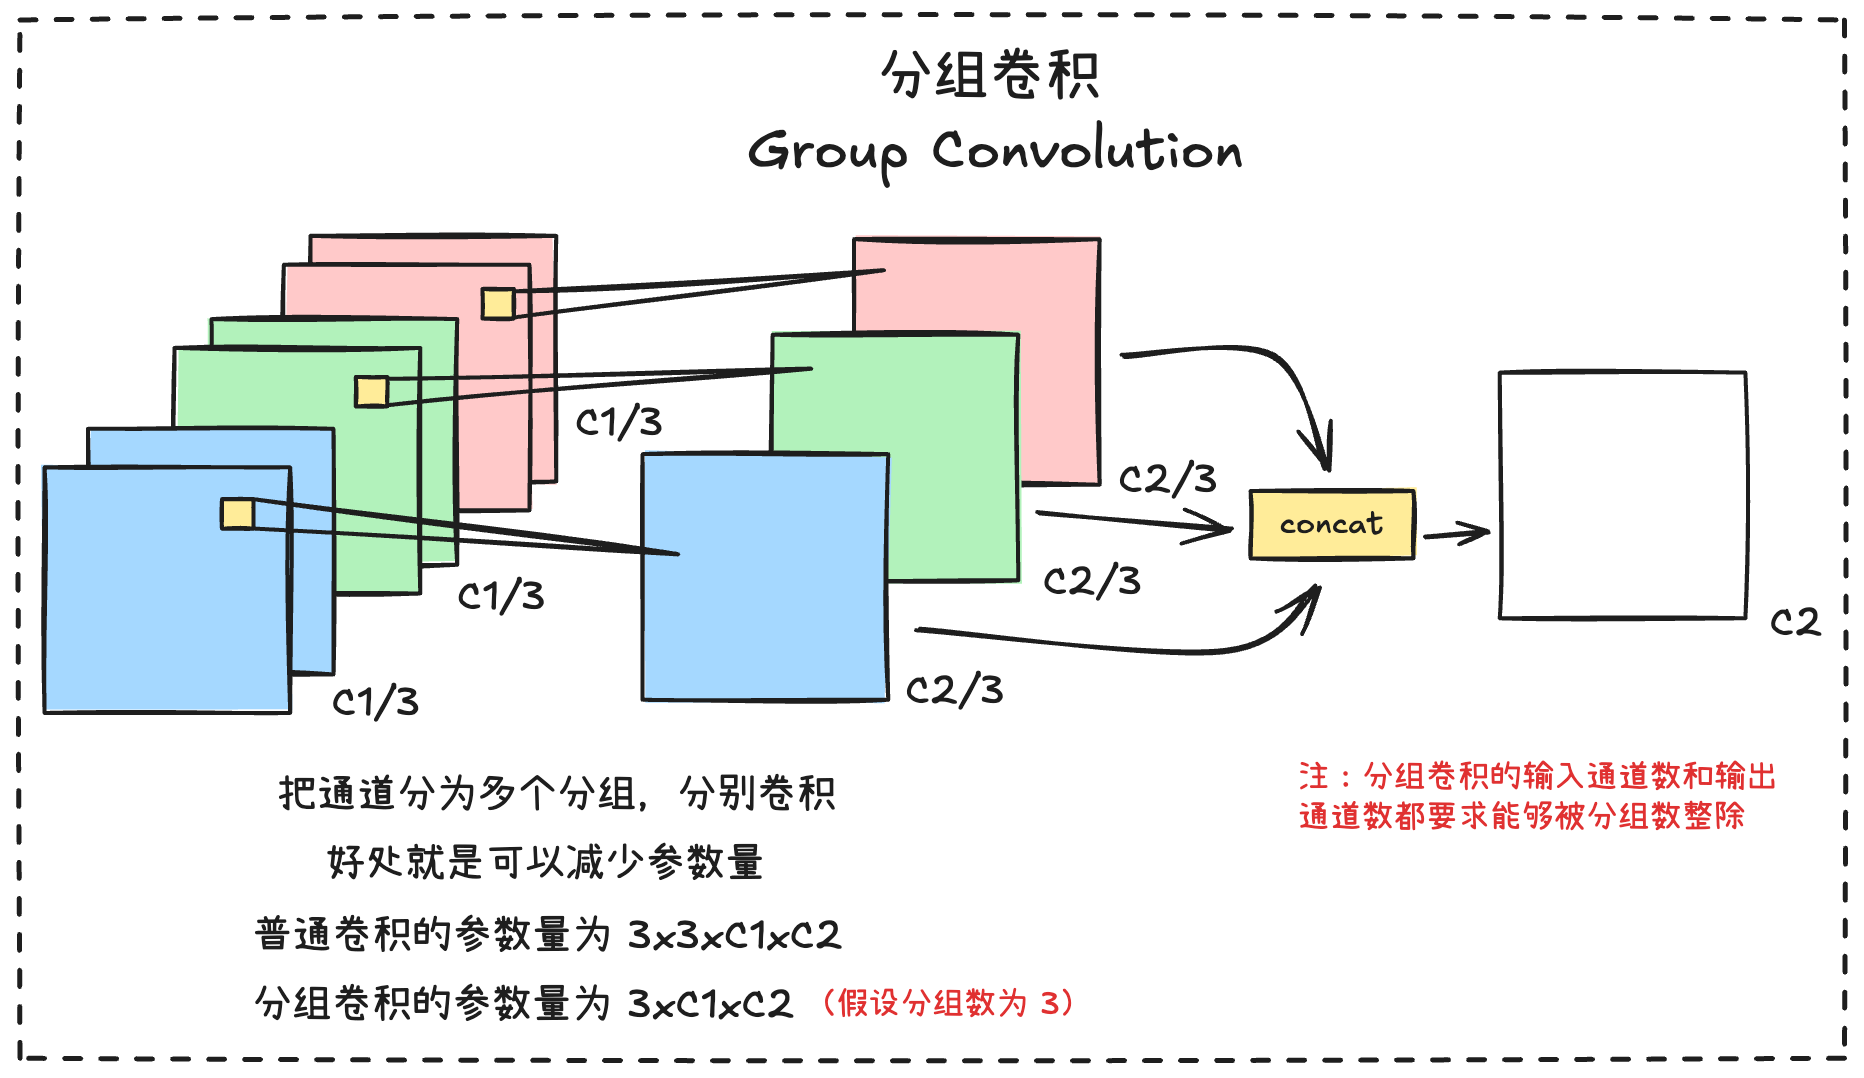 分组卷积
Group Convolution
C1/3
C1/3
C1/3
C2/3
C2/3
C2/3
concat
C2
把通道分为多个分组，分别卷积
好处就是可以减少参数量
普通卷积的参数量为 3x3xC1xC2
分组卷积的参数量为 3xC1xC2 （假设分组数为 3）
注：分组卷积的输入通道数和输出
通道数都要求能够被分组数整除